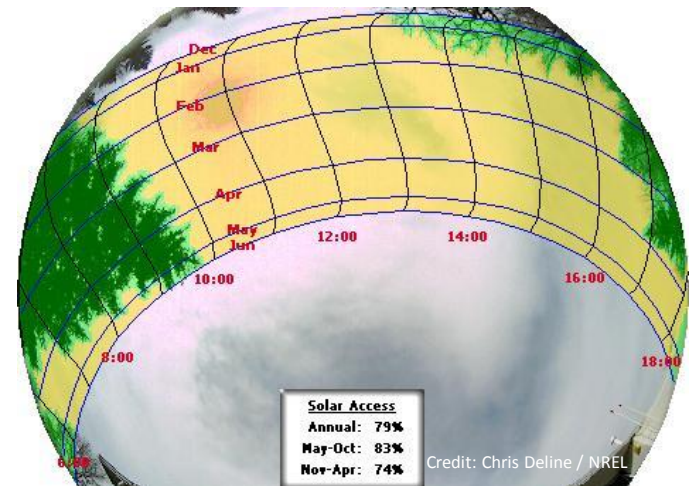 Dec
Jan
Feb
Mar
Apr
May
Jun
12:00
14:00
10:00
16:00
8:00
18:00
6:00
Solar Access
Annual: 79%
May-Oct: 83%
Nov-Apr: 74%
Credit: Chris Deline / NREL